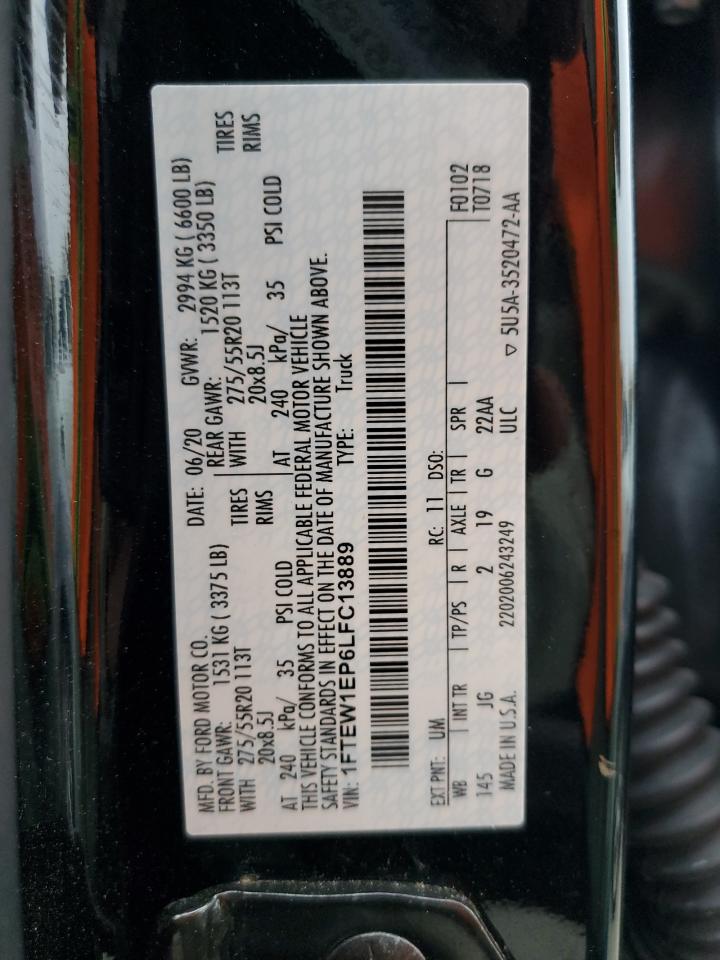 MFD. BY FORD MOTOR CO. DATE: 06/20 GVWR: 2994 KG ( 6600 LB)
FRONT GAWR: 1531 KG ( 3375 LB) REAR GAWR: 1520 KG ( 3350 LB)
WITH 275/55R20 113T TIRES WITH 275/55R20 113T TIRES
20x8.5J RIMS 20x8.5J RIMS
AT 240 kPa/ 35 PSI COLD AT 240 kPa/ 35 PSI COLD
THIS VEHICLE CONFORMS TO ALL APPLICABLE FEDERAL MOTOR VEHICLE
SAFETY STANDARDS IN EFFECT ON THE DATE OF MANUFACTURE SHOWN ABOVE.
VIN: 1FTEW1EP6LFC13889 TYPE: Truck
EXT PNT: UM RC: 11 DSO:
WB INT TR TP/PS R AXLE TR SPR F0102
145 JG 2 19 G 22AA T0718
MADE IN U.S.A. 2202006243249 ULC ▽ 5U5A-3520472-AA